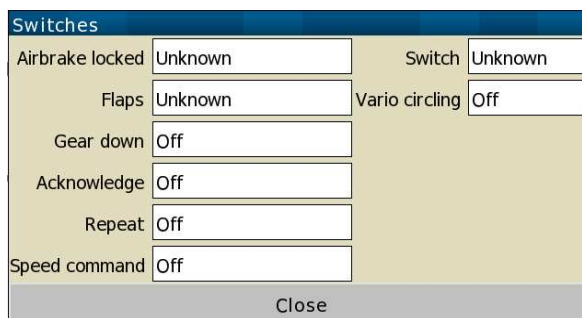 Switches
Airbrake locked Unknown Switch Unknown
Flaps Unknown Vario circling Off
Gear down Off
Acknowledge Off
Repeat Off
Speed command Off
Close